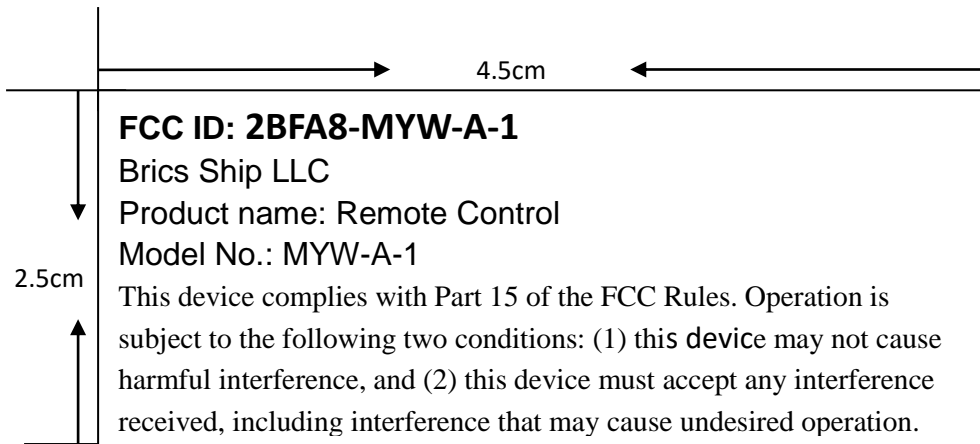 4.5cm
FCC ID: 2BFA8-MYW-A-1
Brics Ship LLC
Product name: Remote Control
Model No.: MYW-A-1
2.5cm
This device complies with Part 15 of the FCC Rules. Operation is
subject to the following two conditions: (1) this device may not cause
harmful interference, and (2) this device must accept any interference
received, including interference that may cause undesired operation.